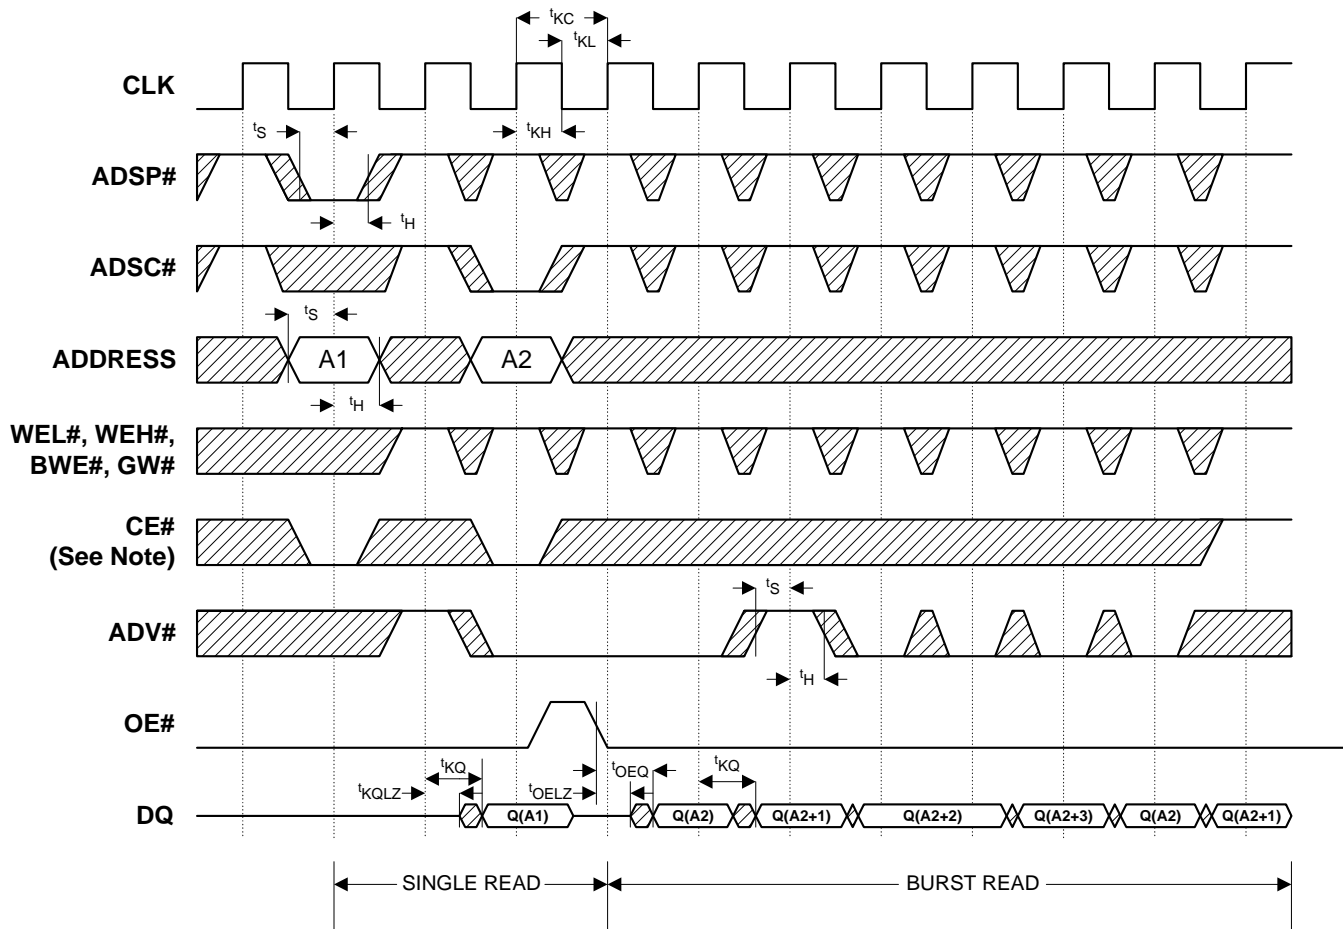 tKC
tKL
CLK
tS
tKH
ADSP#
tH
ADSC#
tS
ADDRESS
A1
A2
tH
WEL#, WEH#,
BWE#, GW#
CE#
(See Note)
tS
ADV#
tH
OE#
tKQ
tOEQ
tKQ
tKQLZ
tOELZ
DQ
Q(A1)
Q(A2)
Q(A2+1)
Q(A2+2)
Q(A2+3)
Q(A2)
Q(A2+1)
SINGLE READ
BURST READ